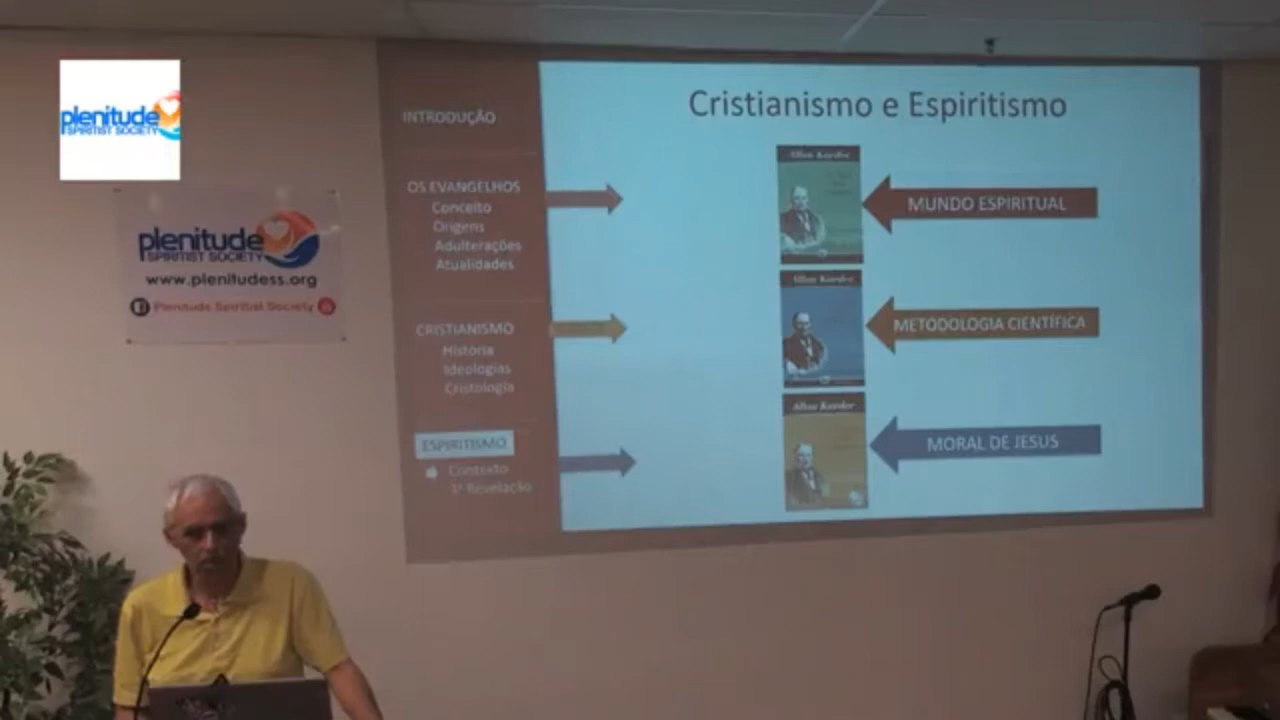 plenitude
SPIRITIST SOCIETY
plenitude
SPIRITIST SOCIETY
www.plenitudess.org
Plenitude Spiritist Society
INTRODUÇÃO
OS EVANGELHOS
Conceito
Origens
Adulterações
Atualidades
CRISTIANISMO
História
Ideologias
Cristologia
ESPIRITISMO
Contexto
3ª Revelação
Cristianismo e Espiritismo
Allan Kardec
MUNDO ESPIRITUAL
Allan Kardec
METODOLOGIA CIENTÍFICA
Allan Kardec
MORAL DE JESUS